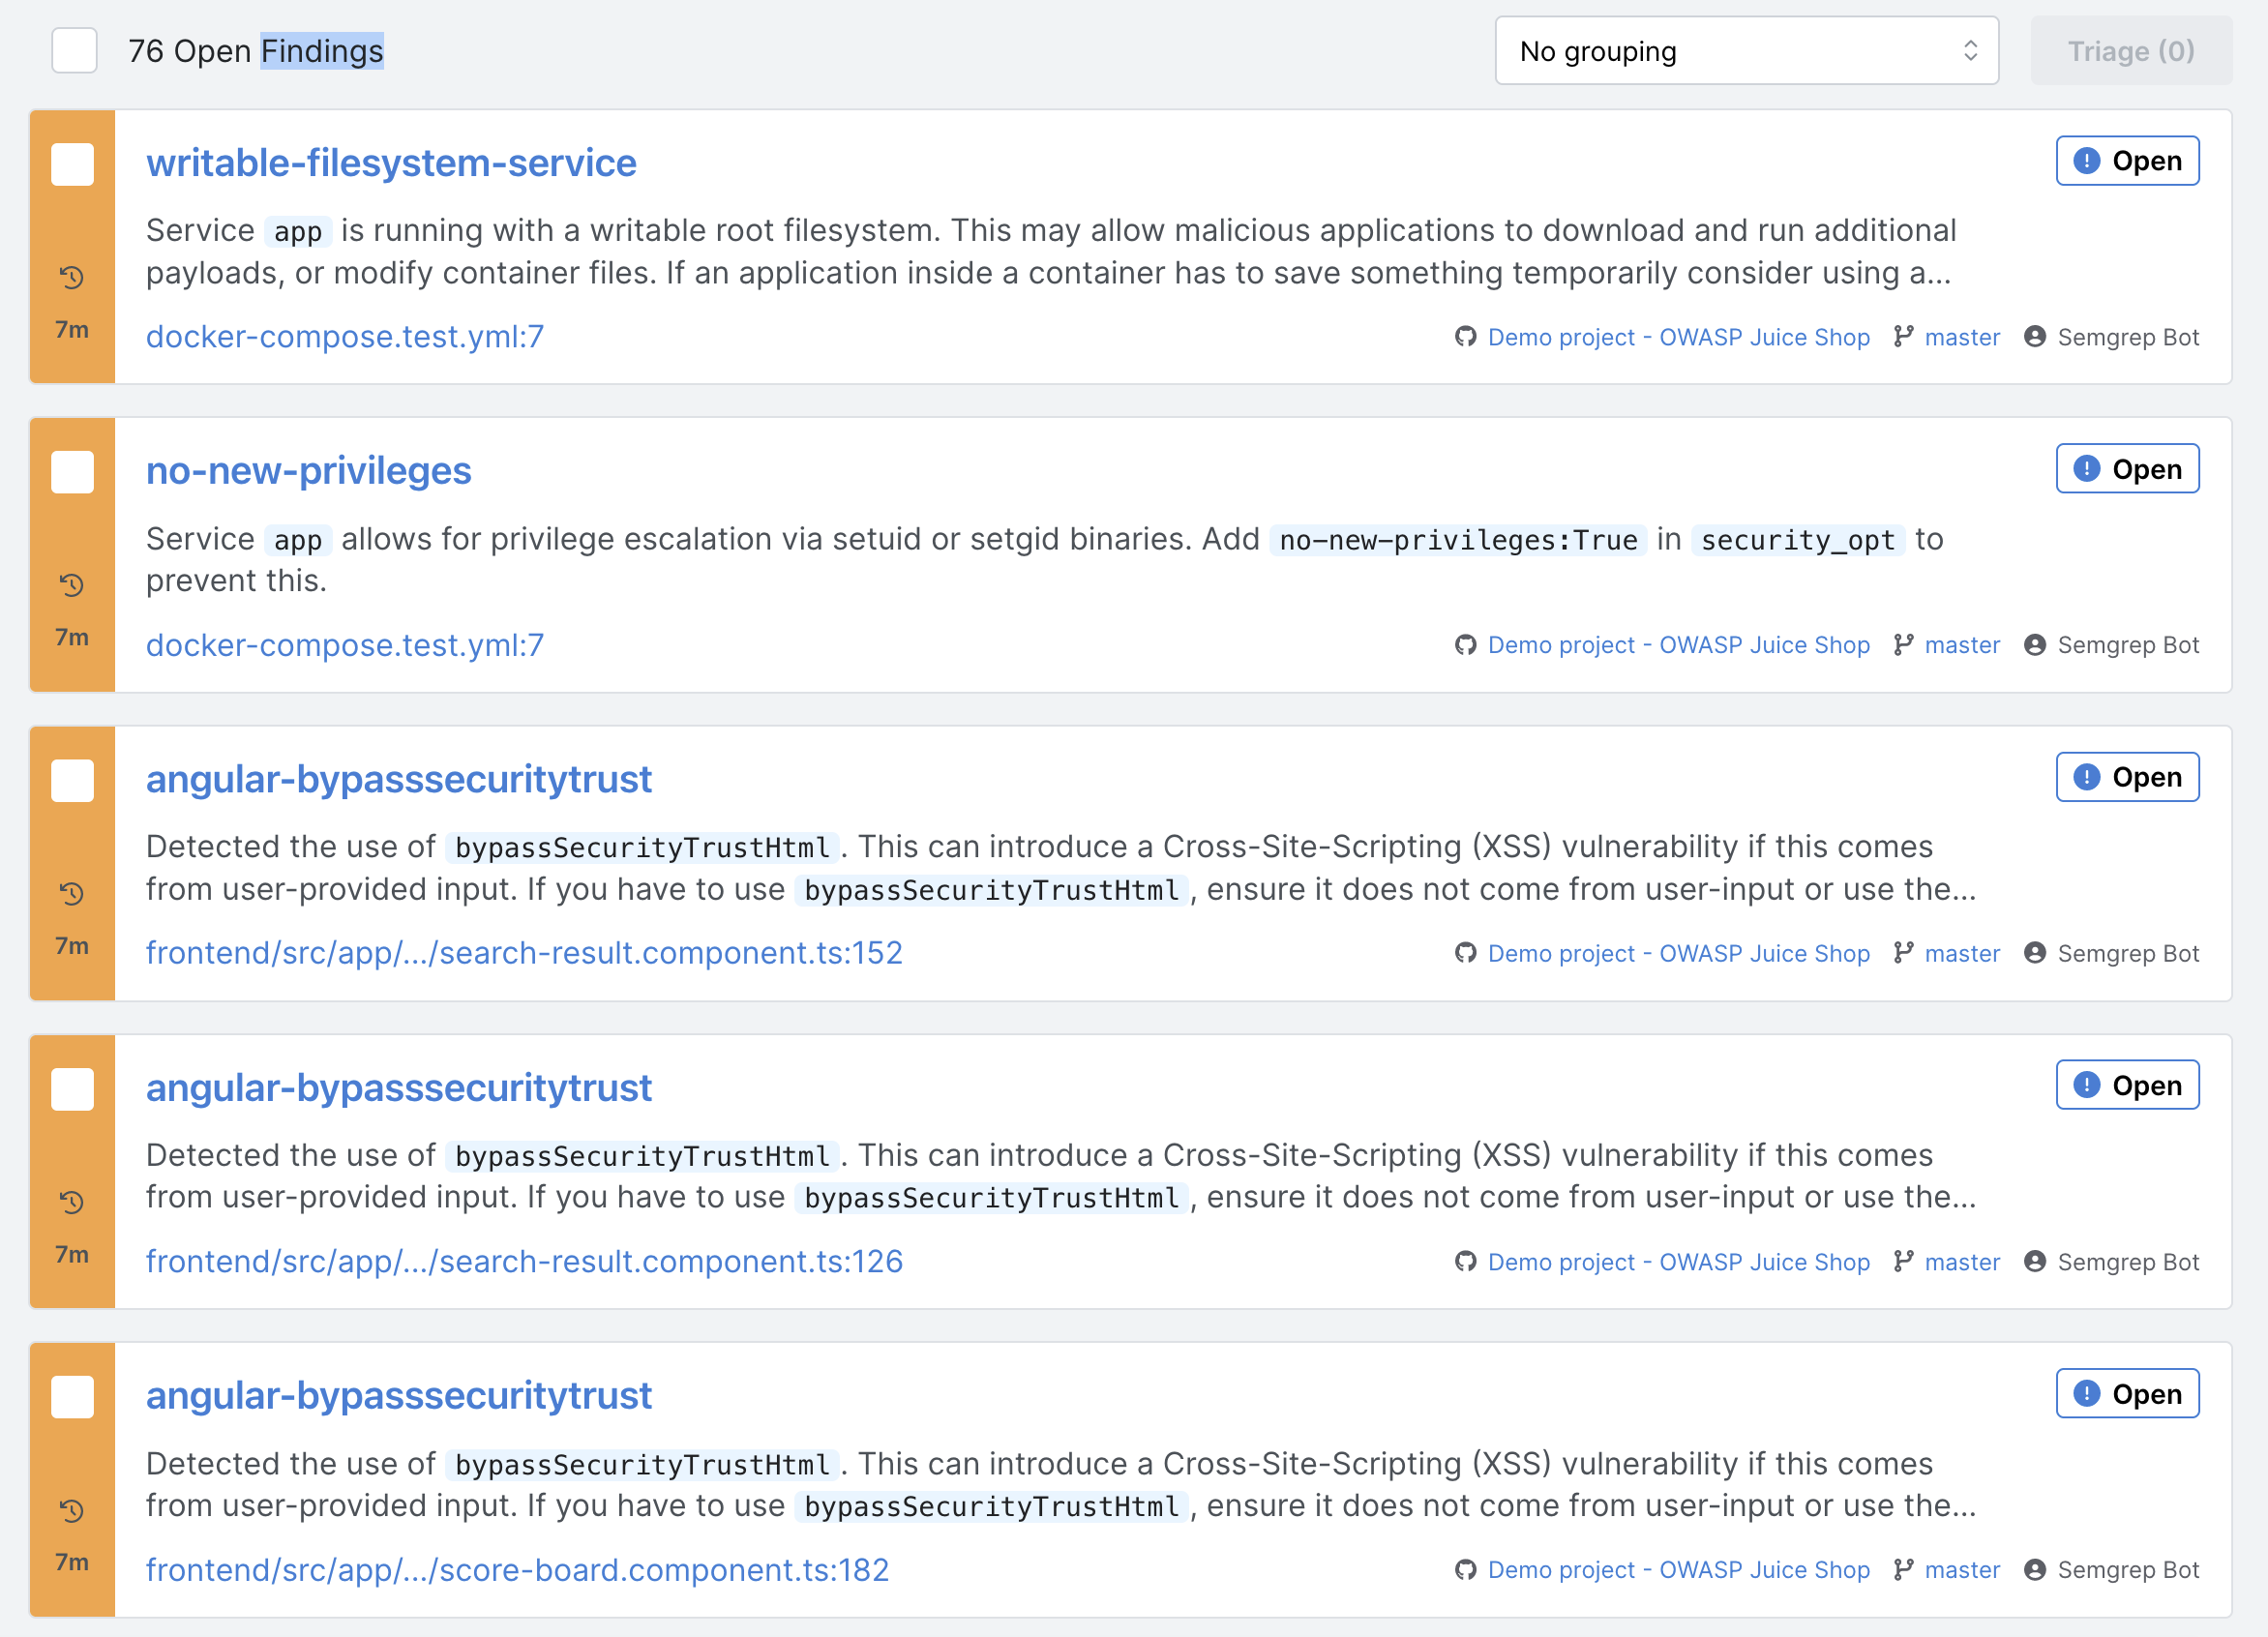 76 Open Findings
No grouping
Triage (0)
writable-filesystem-service
Open
Service app is running with a writable root filesystem. This may allow malicious applications to download and run additional
payloads, or modify container files. If an application inside a container has to save something temporarily consider using a...
7m
docker-compose.test.yml:7
Demo project - OWASP Juice Shop master Semgrep Bot
no-new-privileges
Open
Service app allows for privilege escalation via setuid or setgid binaries. Add no-new-privileges:True in security_opt to
prevent this.
7m
docker-compose.test.yml:7
Demo project - OWASP Juice Shop master Semgrep Bot
angular-bypasssecuritytrust
Open
Detected the use of bypassSecurityTrustHtml. This can introduce a Cross-Site-Scripting (XSS) vulnerability if this comes
from user-provided input. If you have to use bypassSecurityTrustHtml, ensure it does not come from user-input or use the...
7m
frontend/src/app/.../search-result.component.ts:152
Demo project - OWASP Juice Shop master Semgrep Bot
angular-bypasssecuritytrust
Open
Detected the use of bypassSecurityTrustHtml. This can introduce a Cross-Site-Scripting (XSS) vulnerability if this comes
from user-provided input. If you have to use bypassSecurityTrustHtml, ensure it does not come from user-input or use the...
7m
frontend/src/app/.../search-result.component.ts:126
Demo project - OWASP Juice Shop master Semgrep Bot
angular-bypasssecuritytrust
Open
Detected the use of bypassSecurityTrustHtml. This can introduce a Cross-Site-Scripting (XSS) vulnerability if this comes
from user-provided input. If you have to use bypassSecurityTrustHtml, ensure it does not come from user-input or use the...
7m
frontend/src/app/.../score-board.component.ts:182
Demo project - OWASP Juice Shop master Semgrep Bot